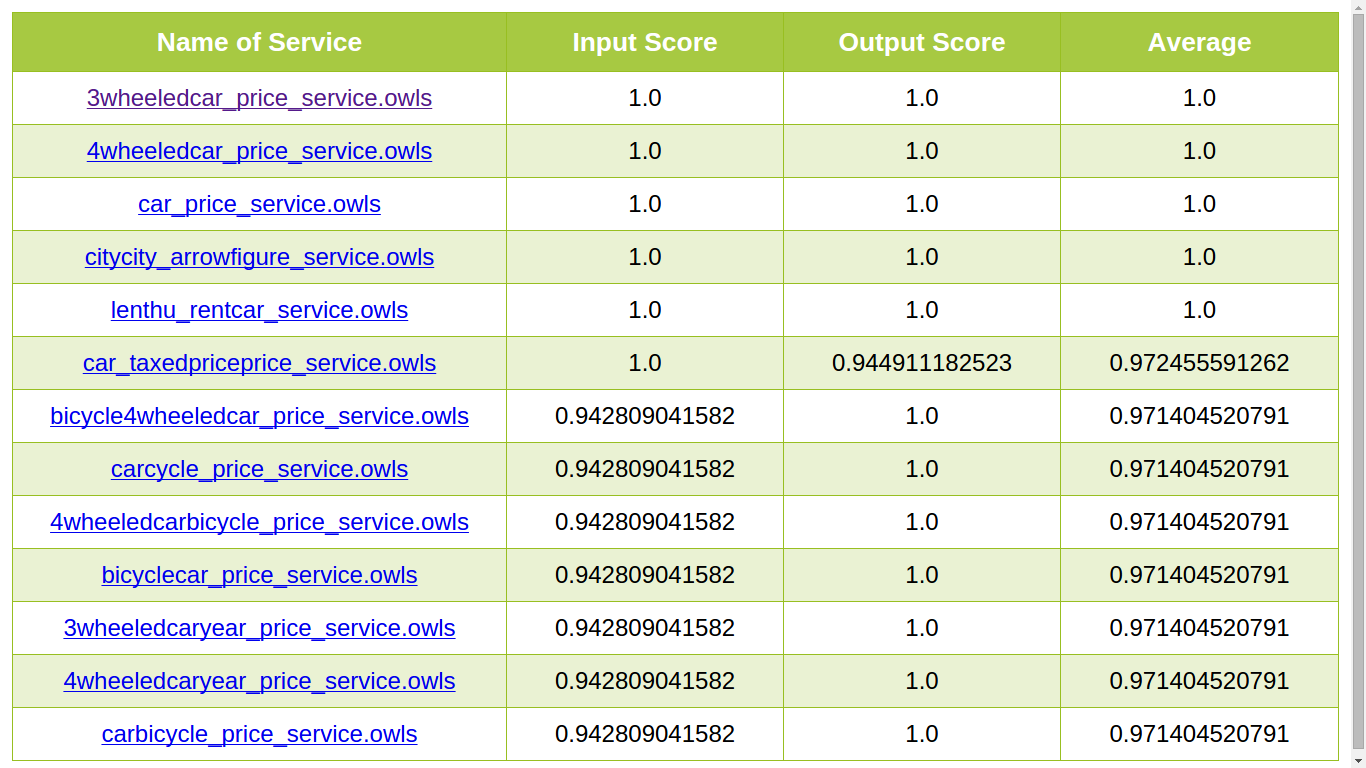 Name of Service Input Score Output Score Average
3wheeledcar_price_service.owls 1.0 1.0 1.0
4wheeledcar_price_service.owls 1.0 1.0 1.0
car_price_service.owls 1.0 1.0 1.0
citycity_arrowfigure_service.owls 1.0 1.0 1.0
lenthu_rentcar_service.owls 1.0 1.0 1.0
car_taxedpriceprice_service.owls 1.0 0.944911182523 0.972455591262
bicycle4wheeledcar_price_service.owls 0.942809041582 1.0 0.971404520791
carcycle_price_service.owls 0.942809041582 1.0 0.971404520791
4wheeledcarbicycle_price_service.owls 0.942809041582 1.0 0.971404520791
bicyclecar_price_service.owls 0.942809041582 1.0 0.971404520791
3wheeledcaryear_price_service.owls 0.942809041582 1.0 0.971404520791
4wheeledcaryear_price_service.owls 0.942809041582 1.0 0.971404520791
carbicycle_price_service.owls 0.942809041582 1.0 0.971404520791